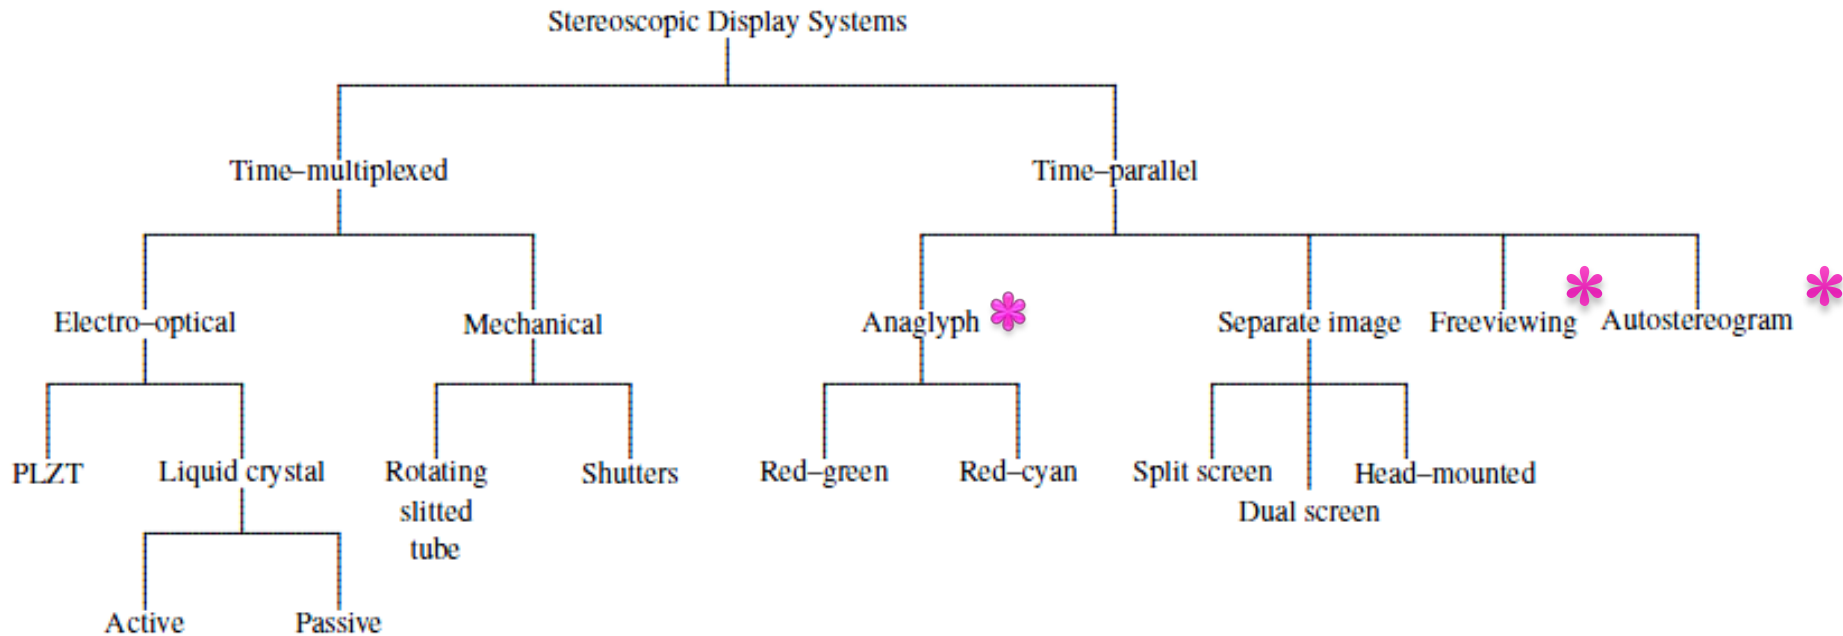 Stereoscopic Display Systems
Time–multiplexed
Time–parallel
Electro–optical
Mechanical
Anaglyph
Separate image
Freeviewing
Autostereogram
PLZT
Liquid crystal
Rotating
slitted
tube
Shutters
Red–green
Red–cyan
Split screen
Dual screen
Head–mounted
Active
Passive